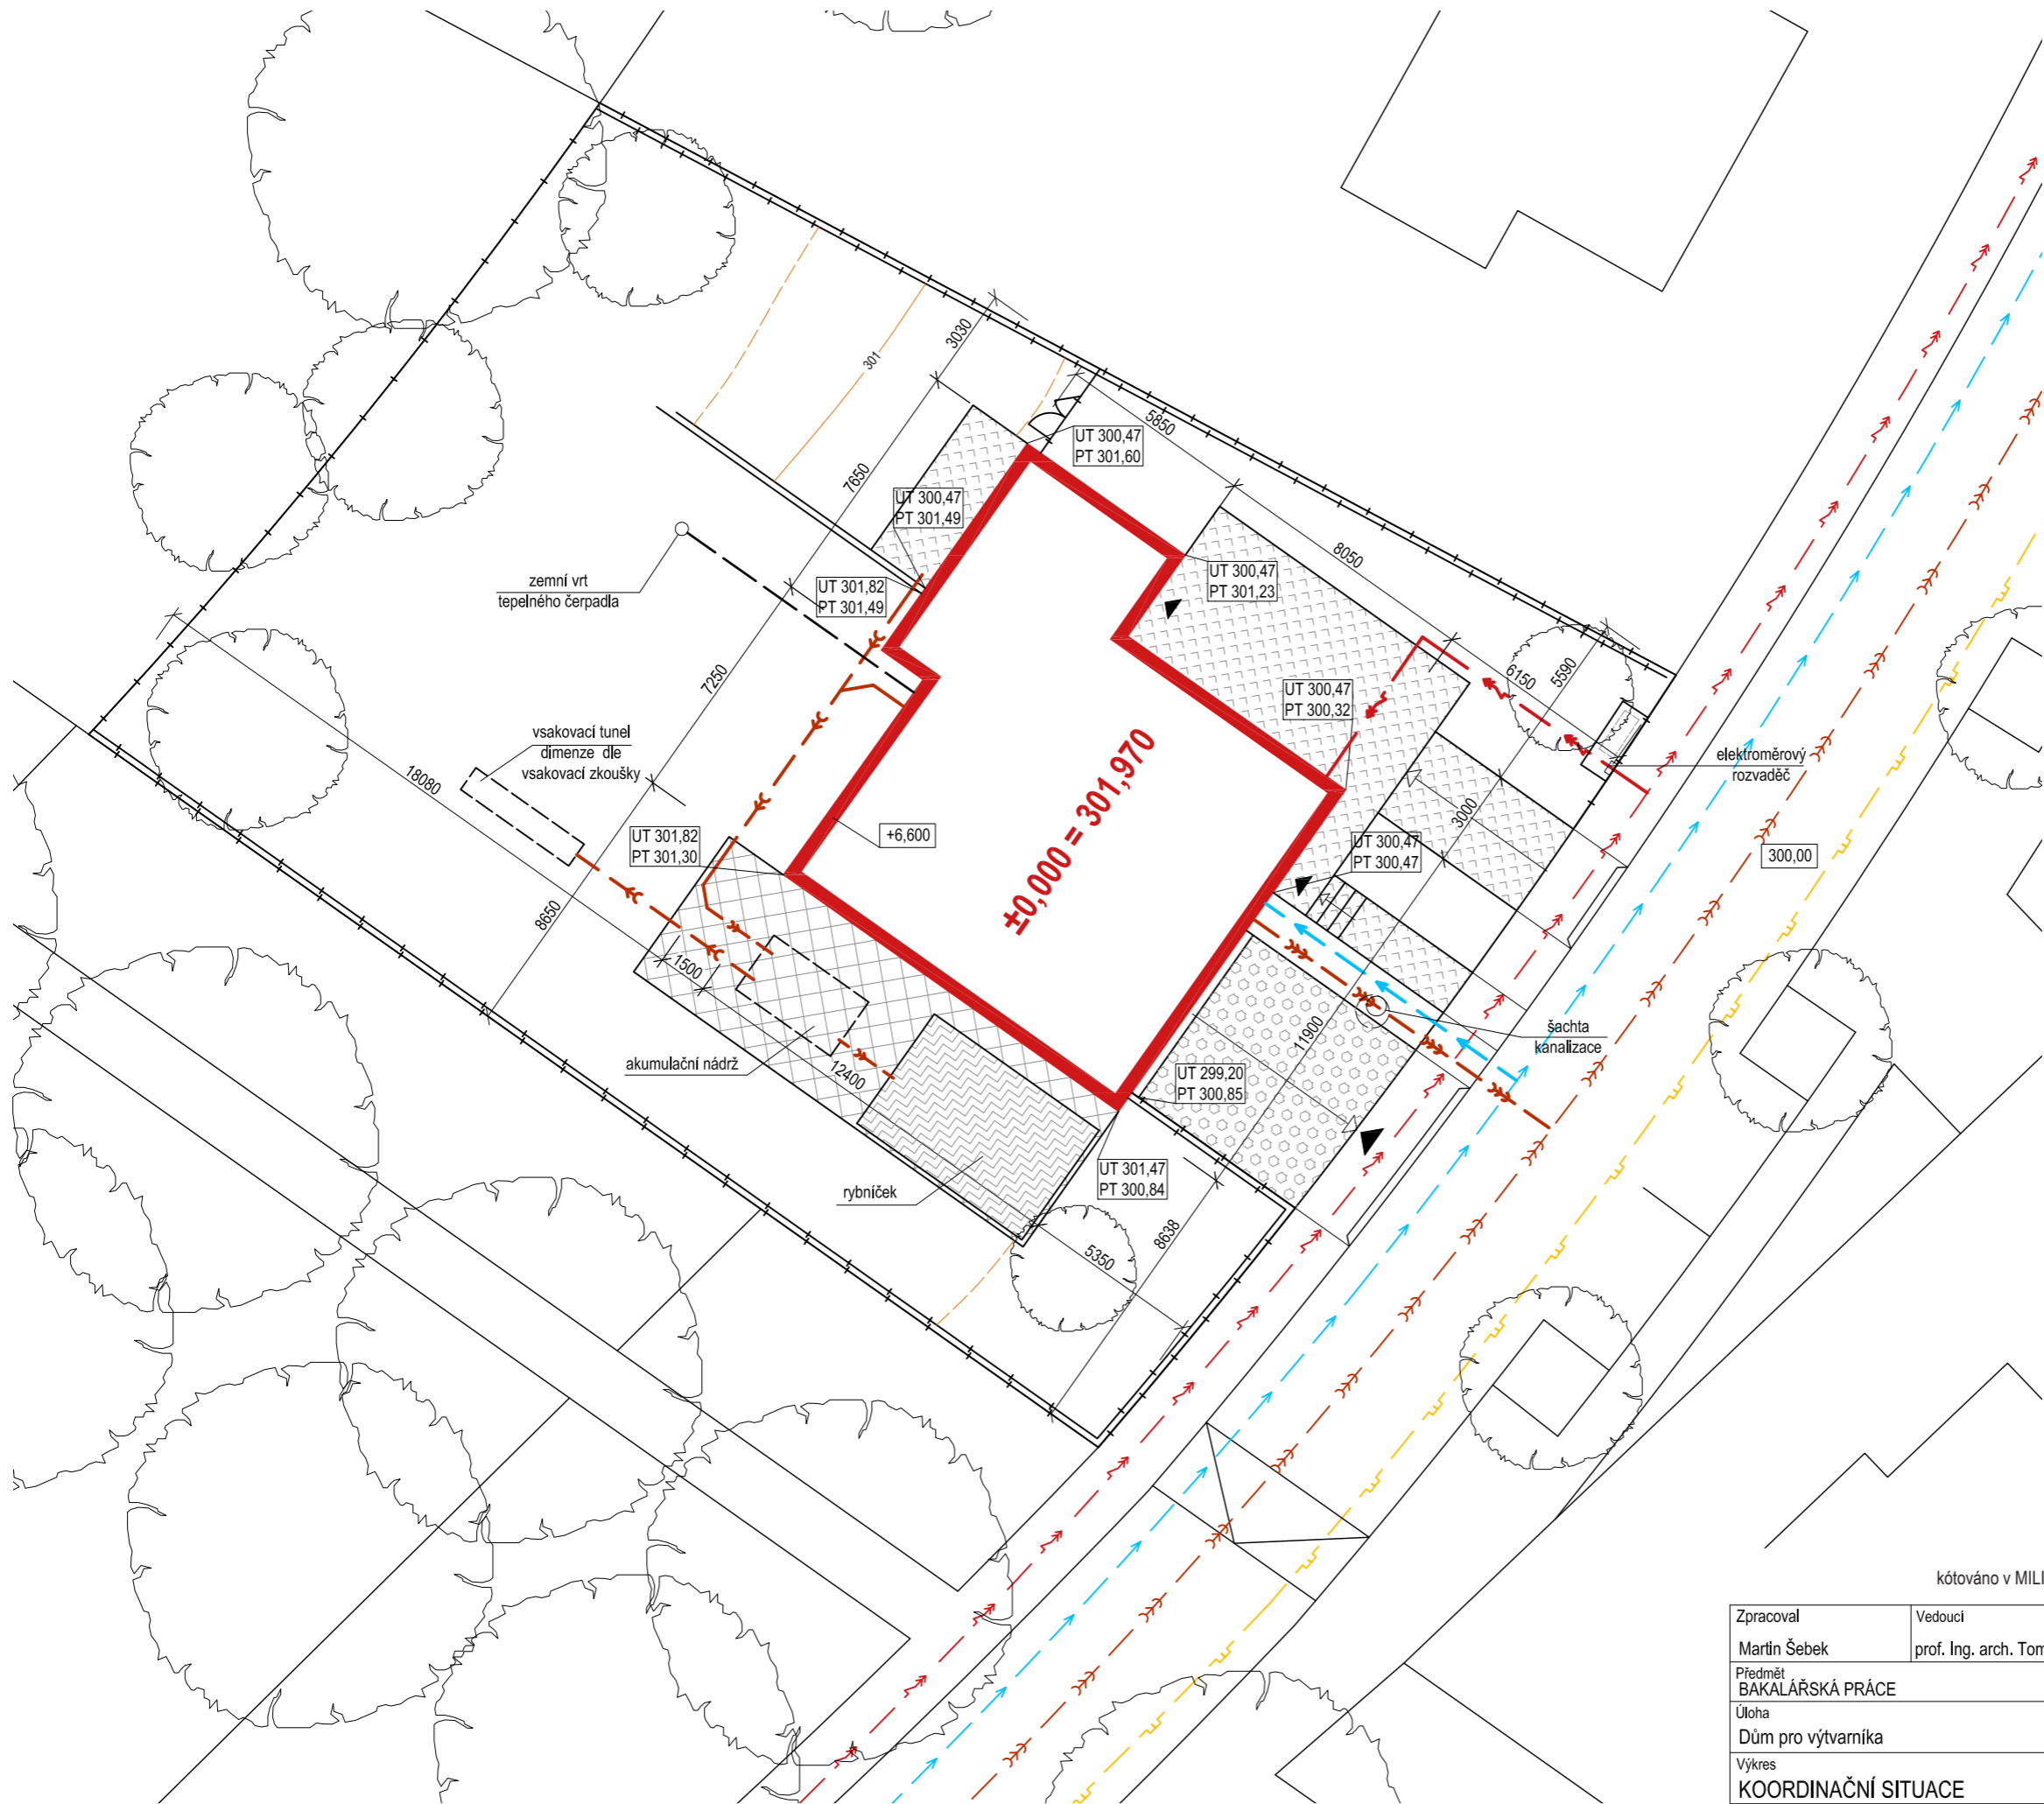 3030
301
5850
UT 300,47
PT 301,60
7650
UT 300,47
PT 301,49
8050
UT 300,47
PT 301,23
zemní vrt
tepelného čerpadla
UT 301,82
PT 301,49
7250
6150
5590
UT 300,47
PT 300,32
vsakovací tunel
dimenze dle
vsakovací zkoušky
18080
elektroměrový
rozvaděč
±0,000 = 301,970
3000
+6,600
UT 301,82
PT 301,30
UT 300,47
PT 300,47
300,00
8650
1500
11900
šachta
kanalizace
akumulační nádrž
12400
UT 299,20
PT 300,85
UT 301,47
PT 300,84
rybníček
8638
5350
kótováno v MILI
Zpracoval
Vedoucí
Martin Šebek
prof. Ing. arch. Tom
Předmět
BAKALÁŘSKÁ PRÁCE
Úloha
Dům pro výtvarníka
Výkres
KOORDINAČNÍ SITUACE